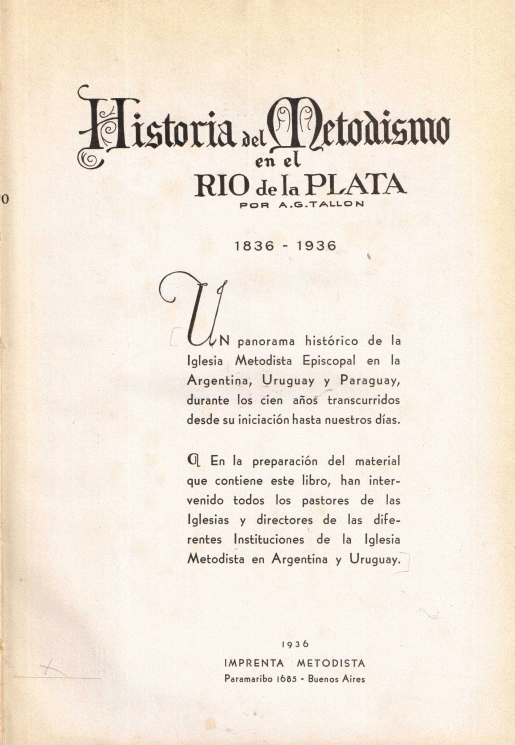 Historia del Metodismo
en el
RIO de la PLATA
POR A.G.TALLON
1836 - 1936
UN panorama histórico de la
Iglesia Metodista Episcopal en la
Argentina, Uruguay y Paraguay,
durante los cien años transcurridos
desde su iniciación hasta nuestros días.
¶ En la preparación del material
que contiene este libro, han inter-
venido todos los pastores de las
Iglesias y directores de las dife-
rentes Instituciones de la Iglesia
Metodista en Argentina y Uruguay.
1936
IMPRENTA METODISTA
Paramaribo 1685 - Buenos Aires
O